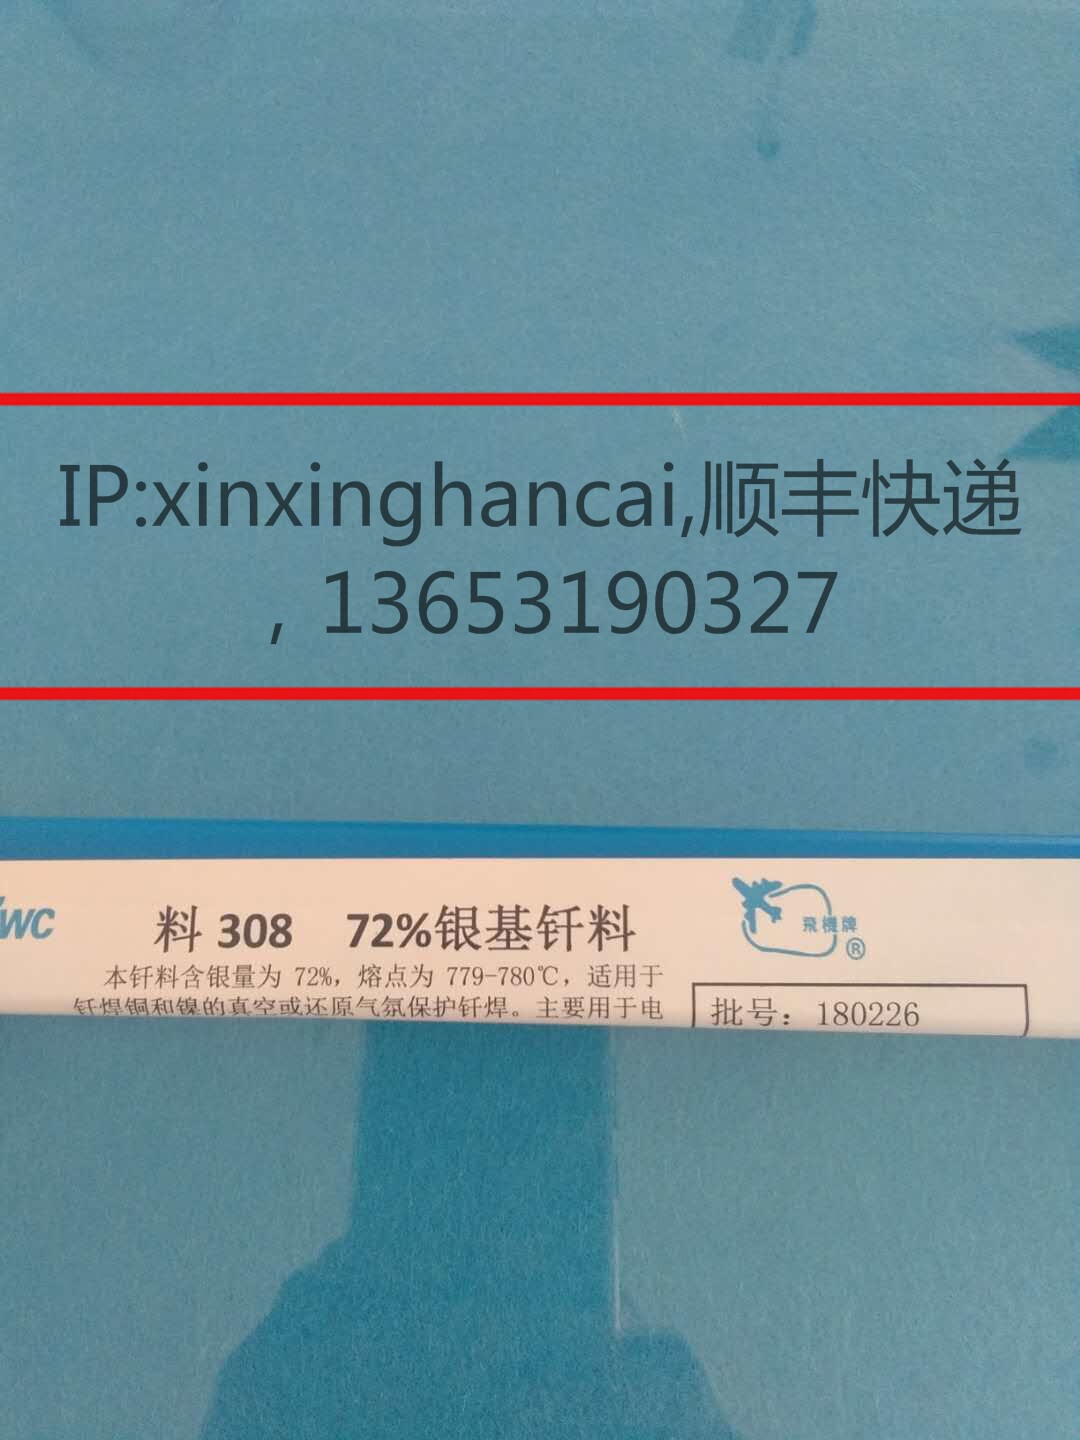 IP:xinxinghancai,顺丰快递
，13653190327
WC
料 308 72%银基钎料
飛機牌®
本钎料含银量为 72%，熔点为 779-780℃，适用于
钎焊铜和镍的真空或还原气氛保护钎焊。主要用于电
批号：180226